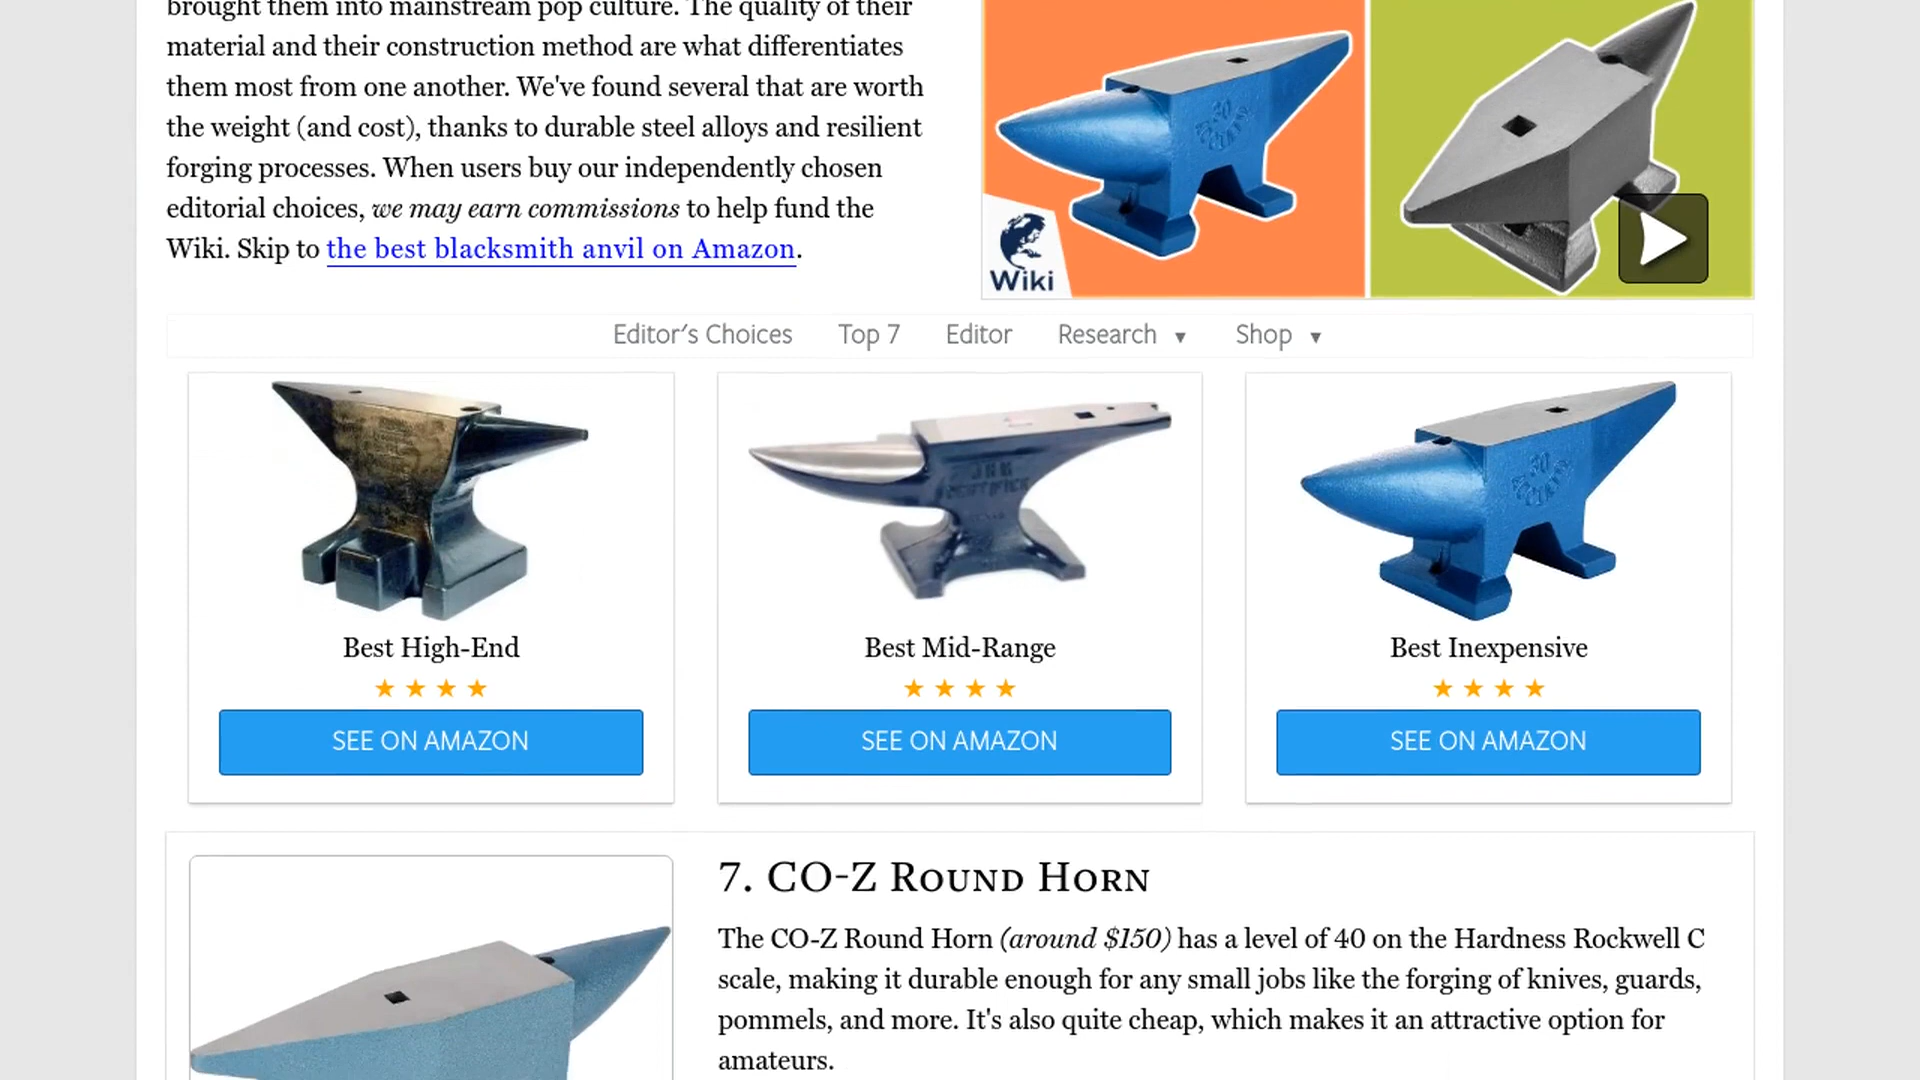 brought them into mainstream pop culture. The quality of their
material and their construction method are what differentiates
them most from one another. We've found several that are worth
the weight (and cost), thanks to durable steel alloys and resilient
forging processes. When users buy our independently chosen
editorial choices, we may earn commissions to help fund the
Wiki. Skip to the best blacksmith anvil on Amazon.
Wiki
Editor's Choices Top 7 Editor Research ▼ Shop ▼
Best High-End
★ ★ ★ ★
SEE ON AMAZON
Best Mid-Range
★ ★ ★ ★
SEE ON AMAZON
Best Inexpensive
★ ★ ★ ★
SEE ON AMAZON
7. CO-Z Round Horn
The CO-Z Round Horn (around $150) has a level of 40 on the Hardness Rockwell C
scale, making it durable enough for any small jobs like the forging of knives, guards,
pommels, and more. It's also quite cheap, which makes it an attractive option for
amateurs.